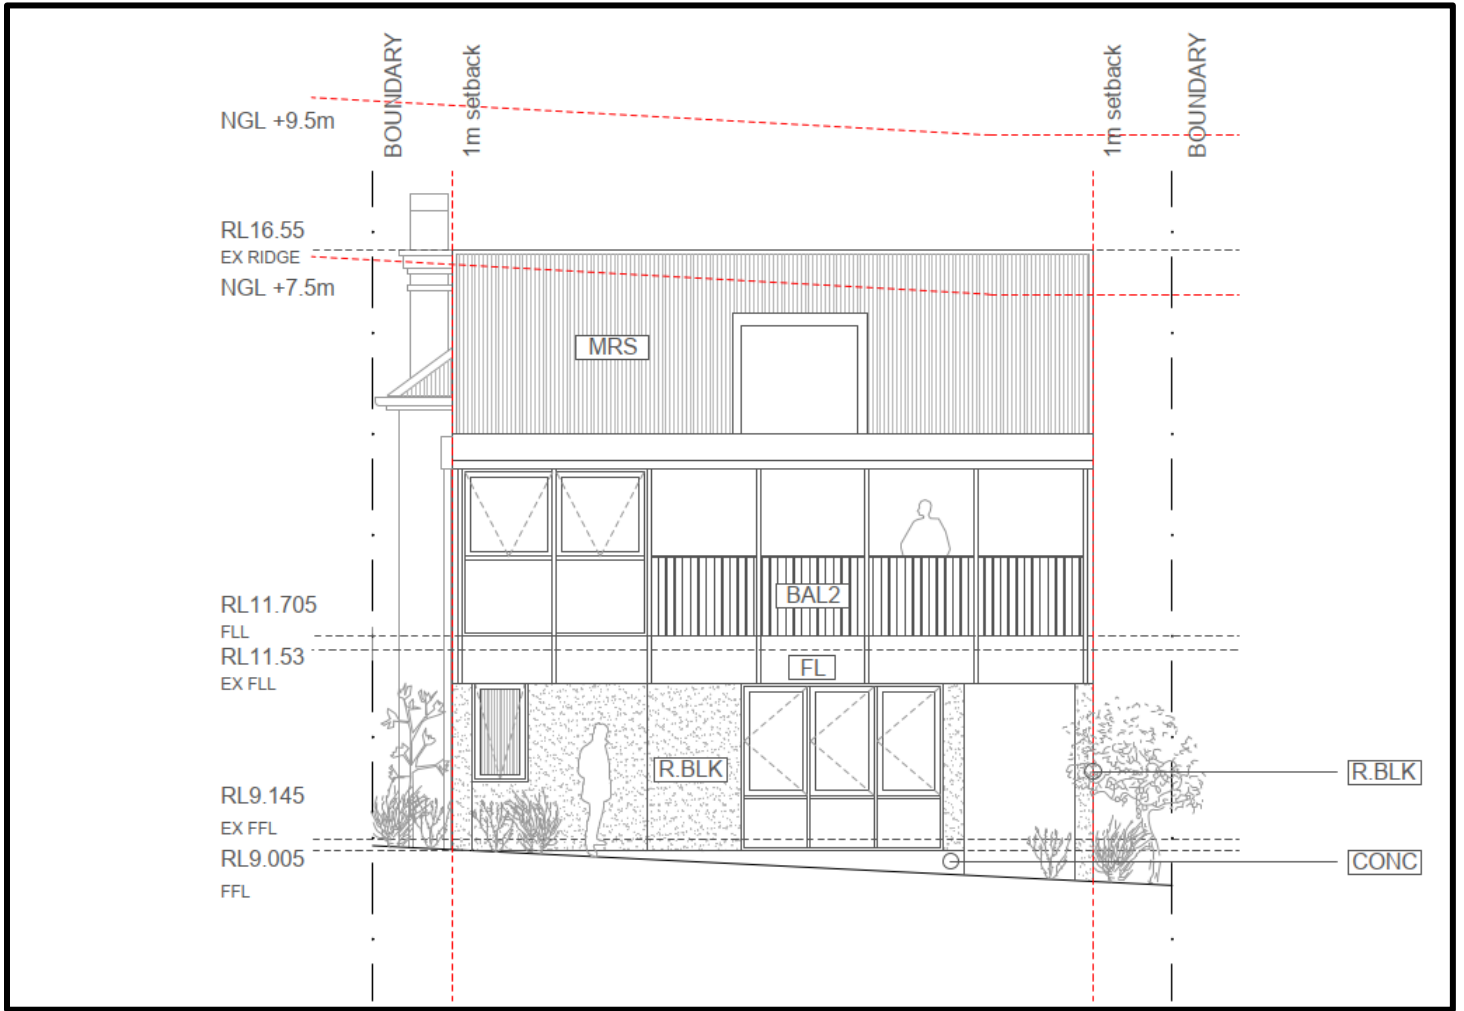 BOUNDARY
1m setback
1m setback
BOUNDARY
NGL +9.5m
RL16.55
EX RIDGE
NGL +7.5m
MRS
RL11.705
FLL
RL11.53
EX FLL
BAL2
FL
R.BLK
R.BLK
RL9.145
EX FFL
RL9.005
FFL
CONC